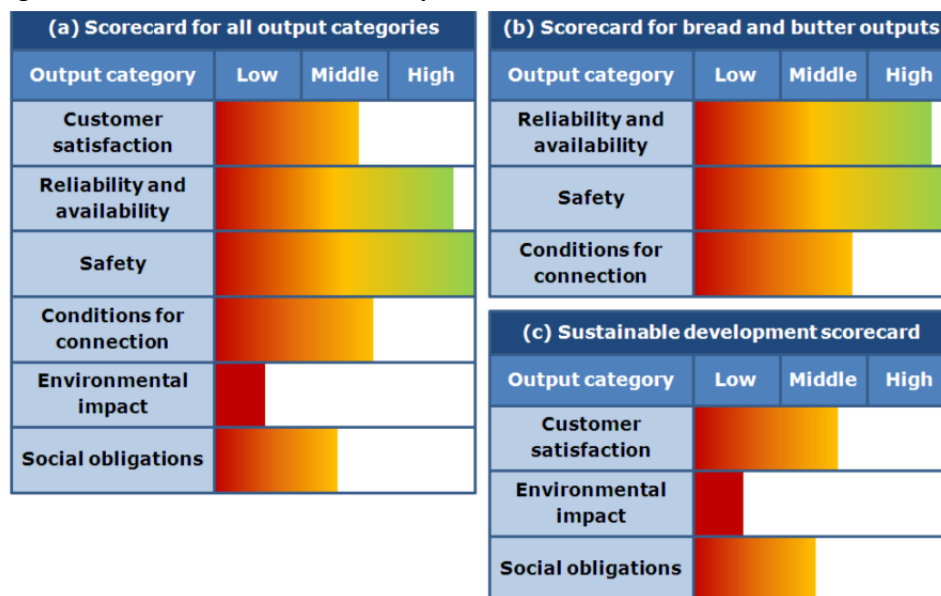 (a) Scorecard for all output categories
Output category Low Middle High
Customer
satisfaction
Reliability and
availability
Safety
Conditions for
connection
Environmental
impact
Social obligations
(b) Scorecard for bread and butter outputs
Output category Low Middle High
Reliability and
availability
Safety
Conditions for
connection
(c) Sustainable development scorecard
Output category Low Middle High
Customer
satisfaction
Environmental
impact
Social obligations